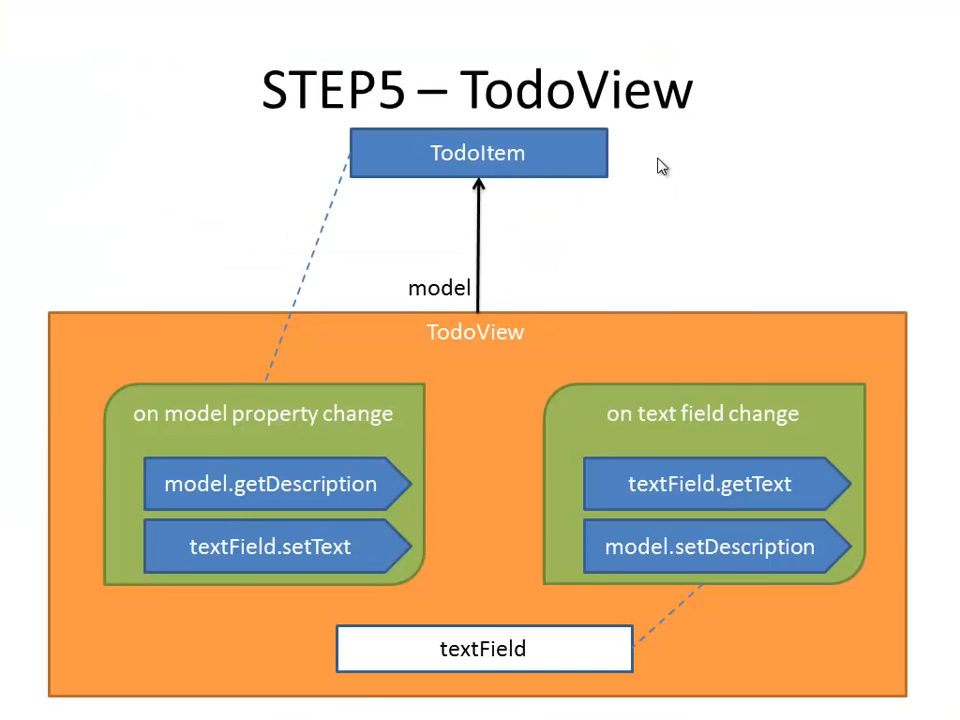 STEP5 – TodoView
TodoItem
model
TodoView
on model property change
model.getDescription
textField.setText
on text field change
textField.getText
model.setDescription
textField